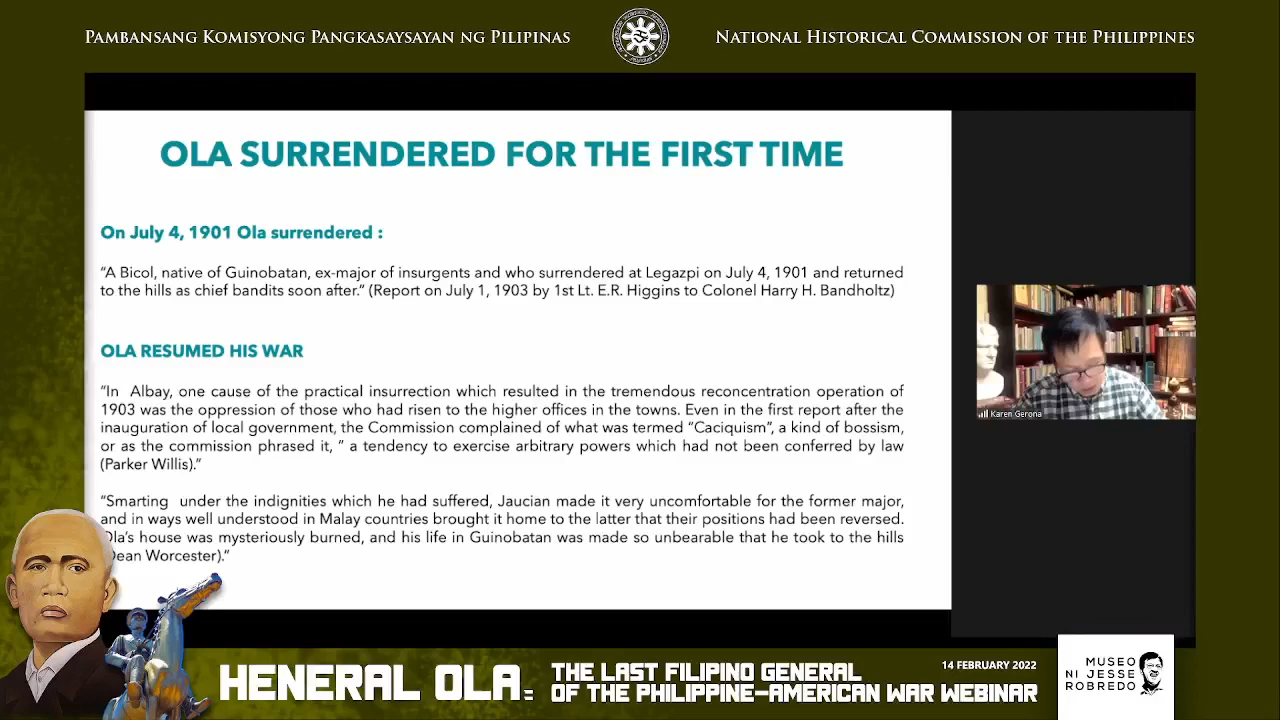 PAMBANSANG KOMISYONG PANGKASAYSAYAN NG PILIPINAS
NATIONAL HISTORICAL COMMISSION OF THE PHILIPPINES
OLA SURRENDERED FOR THE FIRST TIME
On July 4, 1901 Ola surrendered :
“A Bicol, native of Guinobatan, ex-major of insurgents and who surrendered at Legazpi on July 4, 1901 and returned
to the hills as chief bandits soon after.” (Report on July 1, 1903 by 1st Lt. E.R. Higgins to Colonel Harry H. Bandholtz)
OLA RESUMED HIS WAR
“In Albay, one cause of the practical insurrection which resulted in the tremendous reconcentration operation of
1903 was the oppression of those who had risen to the higher offices in the towns. Even in the first report after the
inauguration of local government, the Commission complained of what was termed “Caciquism”, a kind of bossism,
or as the commission phrased it, ” a tendency to exercise arbitrary powers which had not been conferred by law
(Parker Willis).”
“Smarting under the indignities which he had suffered, Jaucian made it very uncomfortable for the former major,
and in ways well understood in Malay countries brought it home to the latter that their positions had been reversed.
Ola’s house was mysteriously burned, and his life in Guinobatan was made so unbearable that he took to the hills
(Dean Worcester).”
Karen Gerona
HENERAL OLA:
THE LAST FILIPINO GENERAL
OF THE PHILIPPINE-AMERICAN WAR WEBINAR
14 FEBRUARY 2022
MUSEO
NI JESSE
ROBREDO